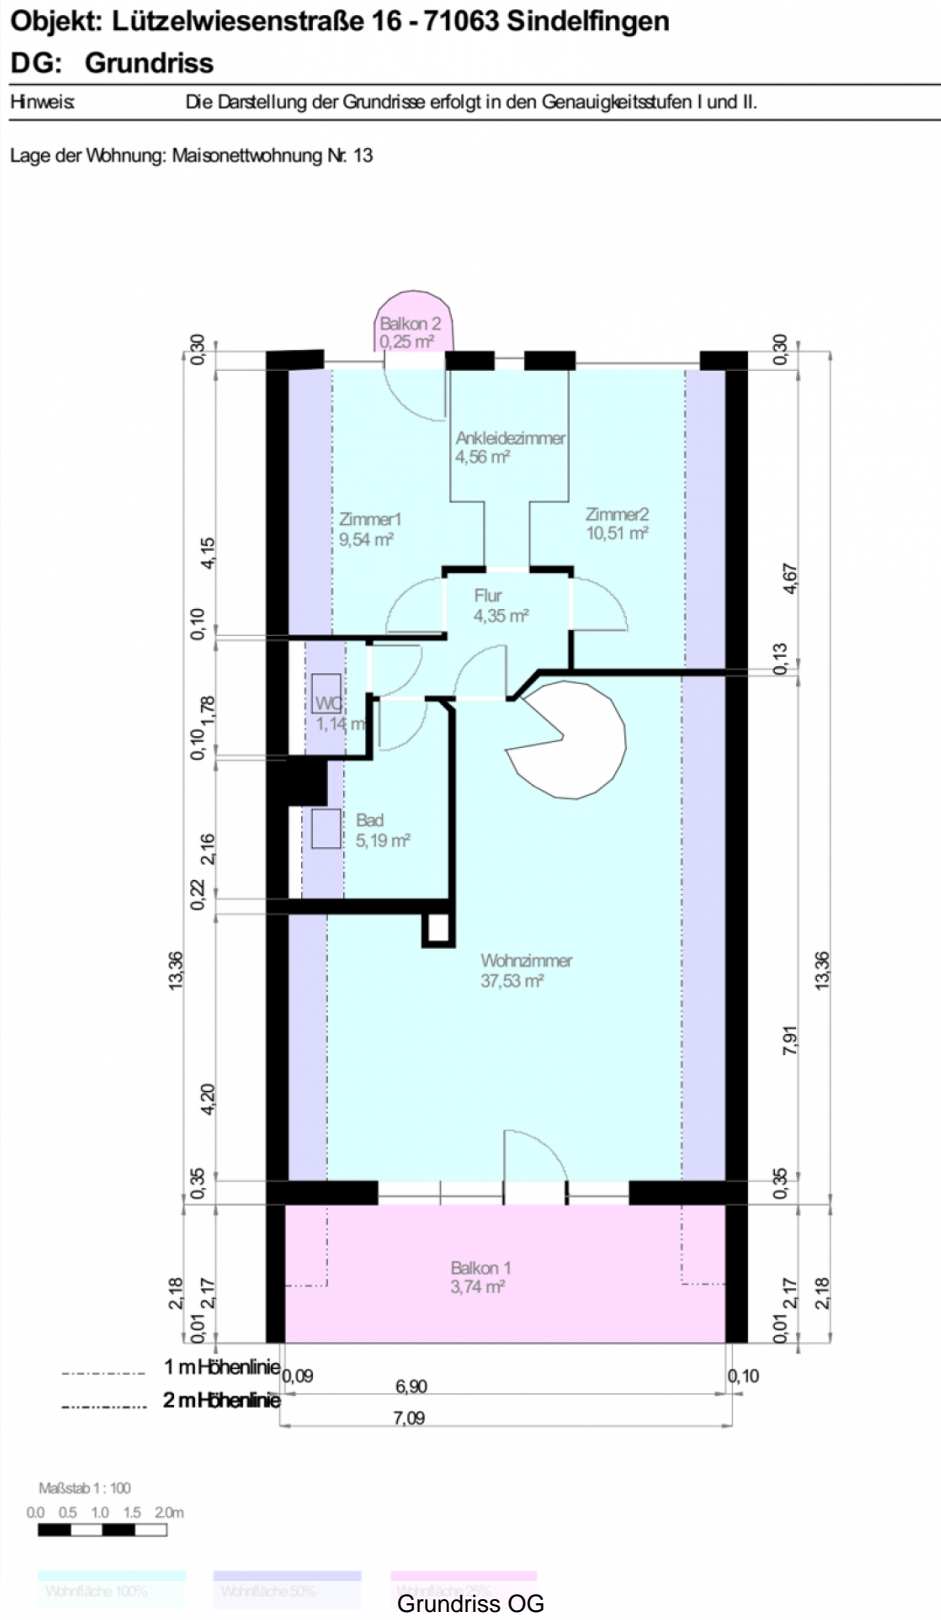 Objekt: Lützelwiesenstraße 16 - 71063 Sindelfingen
DG: Grundriss
Hinweis: Die Darstellung der Grundrisse erfolgt in den Genauigkeitsstufen I und II.
Lage der Wohnung: Maisonettwohnung Nr. 13
Balkon 2
0,25 m²
0,30
0,30
Ankleidezimmer
4,56 m²
Zimmer1
9,54 m²
Zimmer2
10,51 m²
4,15
4,67
Flur
4,35 m²
0,10
0,13
WC
1,14 m
1,78
0,10
Bad
5,19 m²
2,16
0,22
Wohnzimmer
37,53 m²
13,36
13,36
7,91
4,20
0,35
0,35
Balkon 1
3,74 m²
2,18
2,17
2,17
2,18
0,01
0,01
1 m Höhenlinie
0,09
6,90
0,10
2 m Höhenlinie
7,09
Maßstab 1 : 100
0.0 0.5 1.0 1.5 2.0m
Wohnfläche 100% Wohnfläche 50% Wohnfläche 25%
Grundriss OG